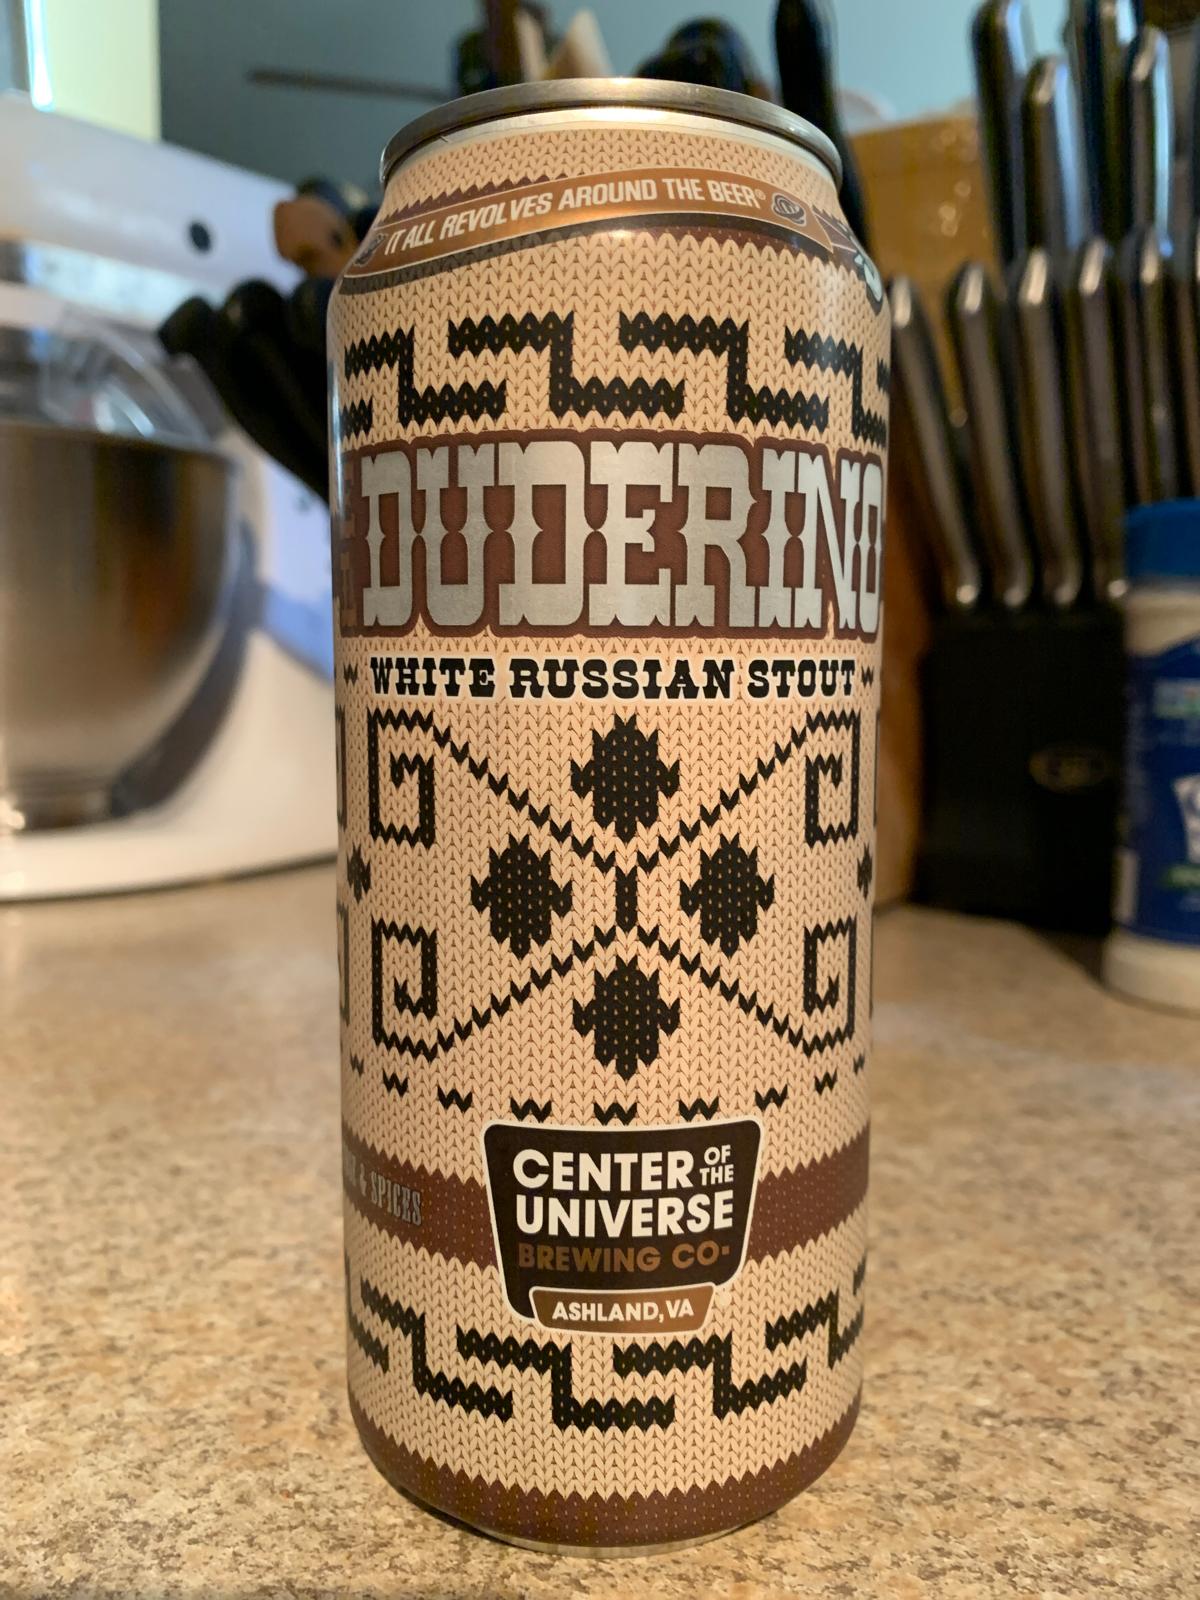 IT ALL REVOLVES AROUND THE BEER®
DUDERINO
WHITE RUSSIAN STOUT
& SPICES
CENTER OF THE
UNIVERSE
BREWING CO.
ASHLAND, VA